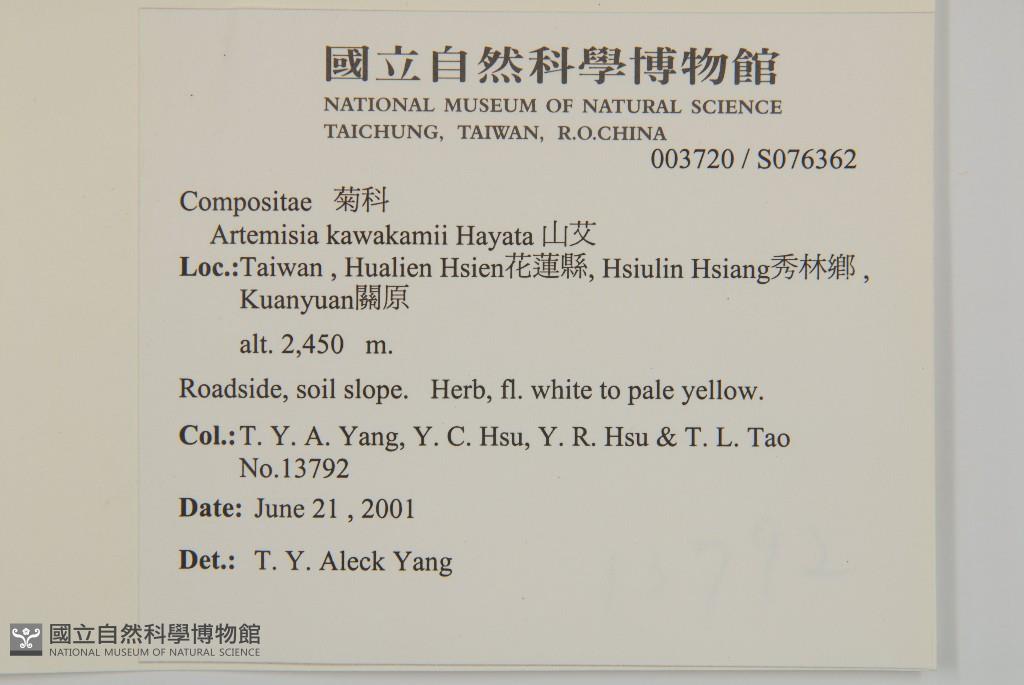 國立自然科學博物館
NATIONAL MUSEUM OF NATURAL SCIENCE
TAICHUNG, TAIWAN, R.O.CHINA
003720 / S076362
Compositae 菊科
Artemisia kawakamii Hayata 山艾
Loc.:Taiwan , Hualien Hsien花蓮縣, Hsiulin Hsiang秀林鄉 ,
Kuanyuan關原
alt. 2,450 m.
Roadside, soil slope. Herb, fl. white to pale yellow.
Col.:T. Y. A. Yang, Y. C. Hsu, Y. R. Hsu & T. L. Tao
No.13792
Date: June 21 , 2001
Det.: T. Y. Aleck Yang
國立自然科學博物館
NATIONAL MUSEUM OF NATURAL SCIENCE